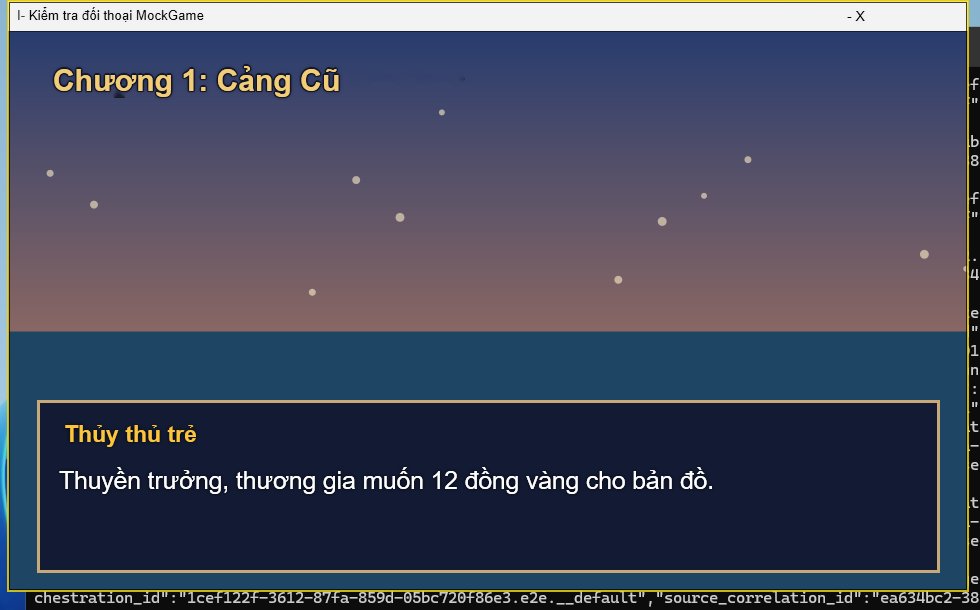 Kiểm tra đối thoại MockGame
- X
Chương 1: Cảng Cũ
Thủy thủ trẻ
Thuyền trưởng, thương gia muốn 12 đồng vàng cho bản đồ.
chestration_id":"1cef122f-3612-87fa-859d-05bc720f86e3.e2e.__default","source_correlation_id":"ea634bc2-38